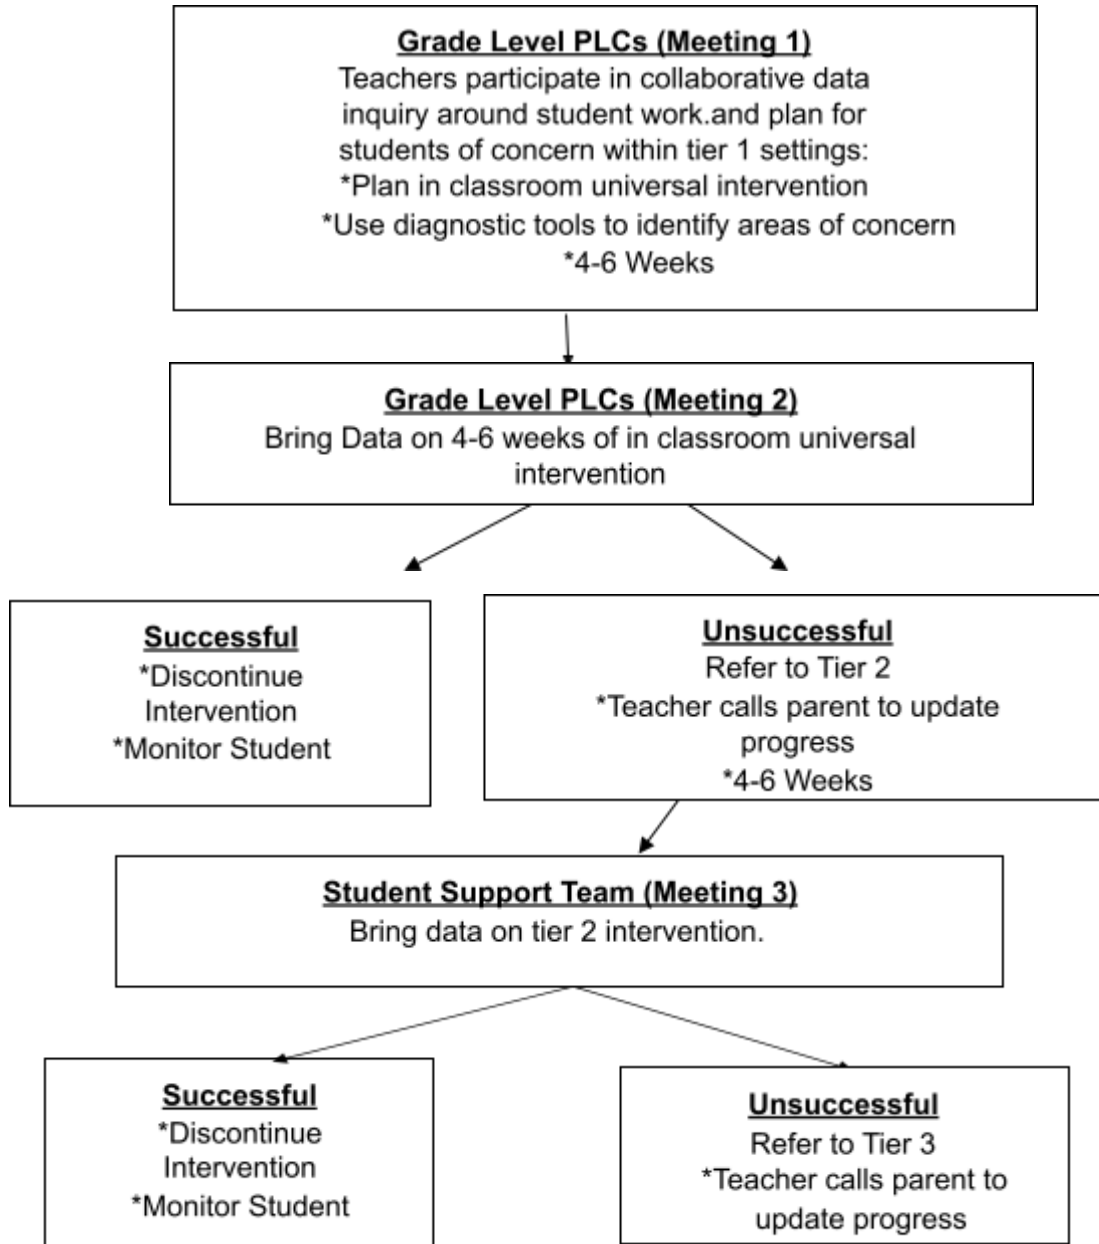 Grade Level PLCs (Meeting 1)
Teachers participate in collaborative data
inquiry around student work.and plan for
students of concern within tier 1 settings:
*Plan in classroom universal intervention
*Use diagnostic tools to identify areas of concern
*4-6 Weeks
Grade Level PLCs (Meeting 2)
Bring Data on 4-6 weeks of in classroom universal
intervention
Successful
*Discontinue
Intervention
*Monitor Student
Unsuccessful
Refer to Tier 2
*Teacher calls parent to update
progress
*4-6 Weeks
Student Support Team (Meeting 3)
Bring data on tier 2 intervention.
Successful
*Discontinue
Intervention
*Monitor Student
Unsuccessful
Refer to Tier 3
*Teacher calls parent to
update progress